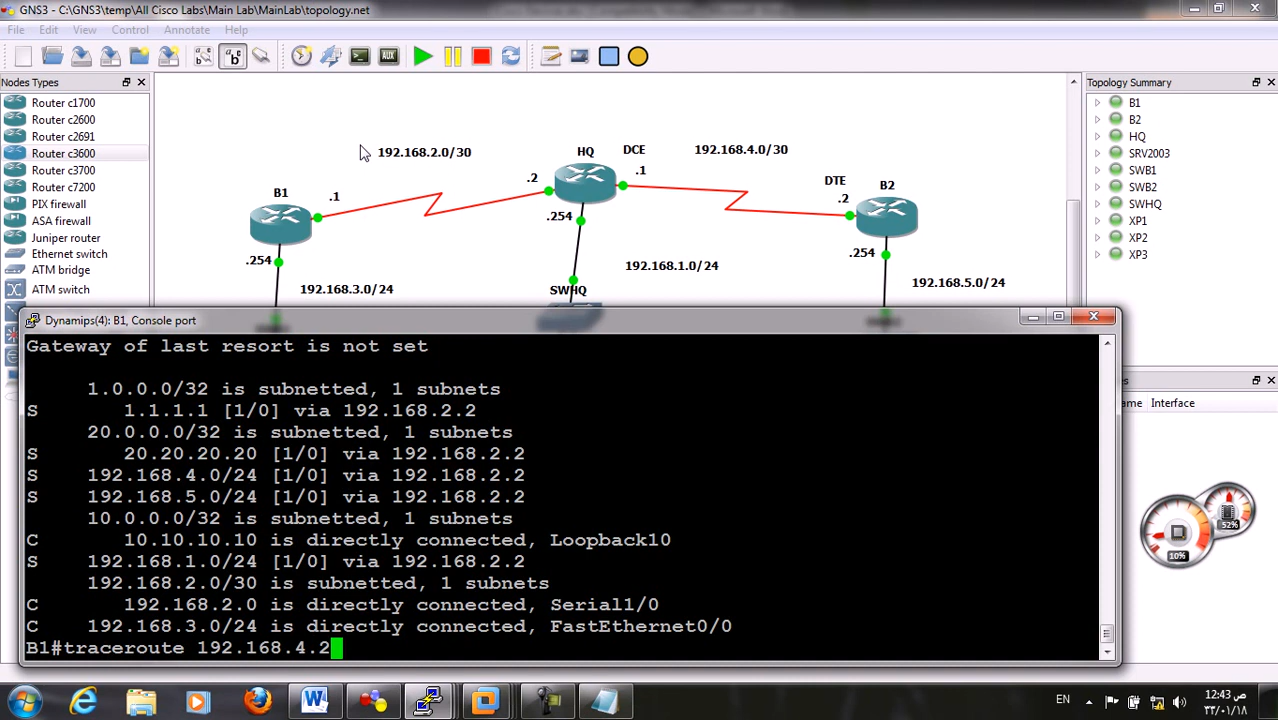 GNS3 - C:\GNS3\temp\All Cisco Labs\Main Lab\MainLab\topology.net
File Edit View Control Annotate Help
AUX
Nodes Types
Router c1700
Router c2600
Router c2691
Router c3600
Router c3700
Router c7200
PIX firewall
ASA firewall
Juniper router
Ethernet switch
ATM bridge
ATM switch
192.168.2.0/30
HQ
DCE
192.168.4.0/30
B1
.1
.2
.1
DTE
B2
.2
.254
.254
.254
192.168.1.0/24
192.168.3.0/24
SWHQ
192.168.5.0/24
Topology Summary
B1
B2
HQ
SRV2003
SWB1
SWB2
SWHQ
XP1
XP2
XP3
Interface
52%
10%
Dynamips(4): B1, Console port
Gateway of last resort is not set
1.0.0.0/32 is subnetted, 1 subnets
S 1.1.1.1 [1/0] via 192.168.2.2
20.0.0.0/32 is subnetted, 1 subnets
S 20.20.20.20 [1/0] via 192.168.2.2
S 192.168.4.0/24 [1/0] via 192.168.2.2
S 192.168.5.0/24 [1/0] via 192.168.2.2
10.0.0.0/32 is subnetted, 1 subnets
C 10.10.10.10 is directly connected, Loopback10
S 192.168.1.0/24 [1/0] via 192.168.2.2
192.168.2.0/30 is subnetted, 1 subnets
C 192.168.2.0 is directly connected, Serial1/0
C 192.168.3.0/24 is directly connected, FastEthernet0/0
B1#traceroute 192.168.4.2
EN
12:43 ص
٣٣/٠١/١٨